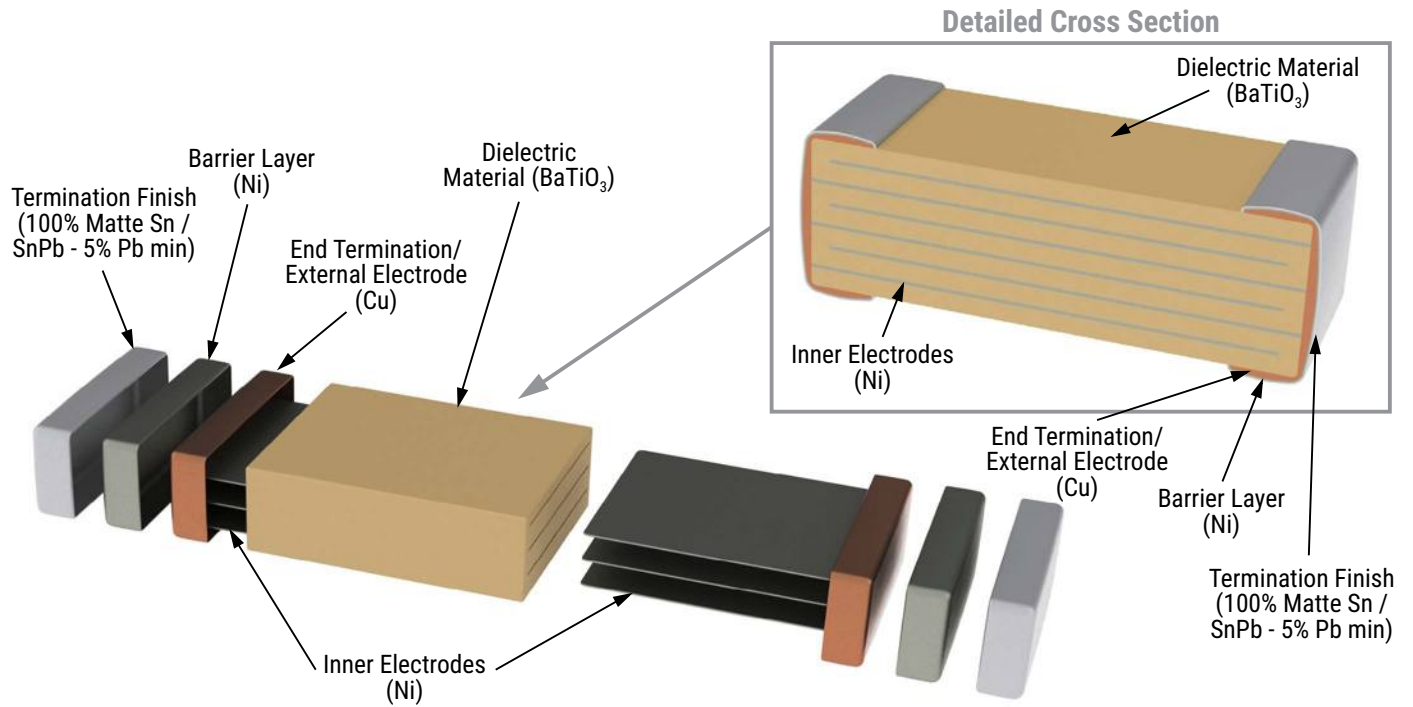 Detailed Cross Section
Dielectric Material
(BaTiO₃)
Inner Electrodes
(Ni)
End Termination/
External Electrode
(Cu)
Barrier Layer
(Ni)
Termination Finish
(100% Matte Sn /
SnPb - 5% Pb min)
Termination Finish
(100% Matte Sn /
SnPb - 5% Pb min)
Barrier Layer
(Ni)
End Termination/
External Electrode
(Cu)
Dielectric
Material (BaTiO₃)
Inner Electrodes
(Ni)